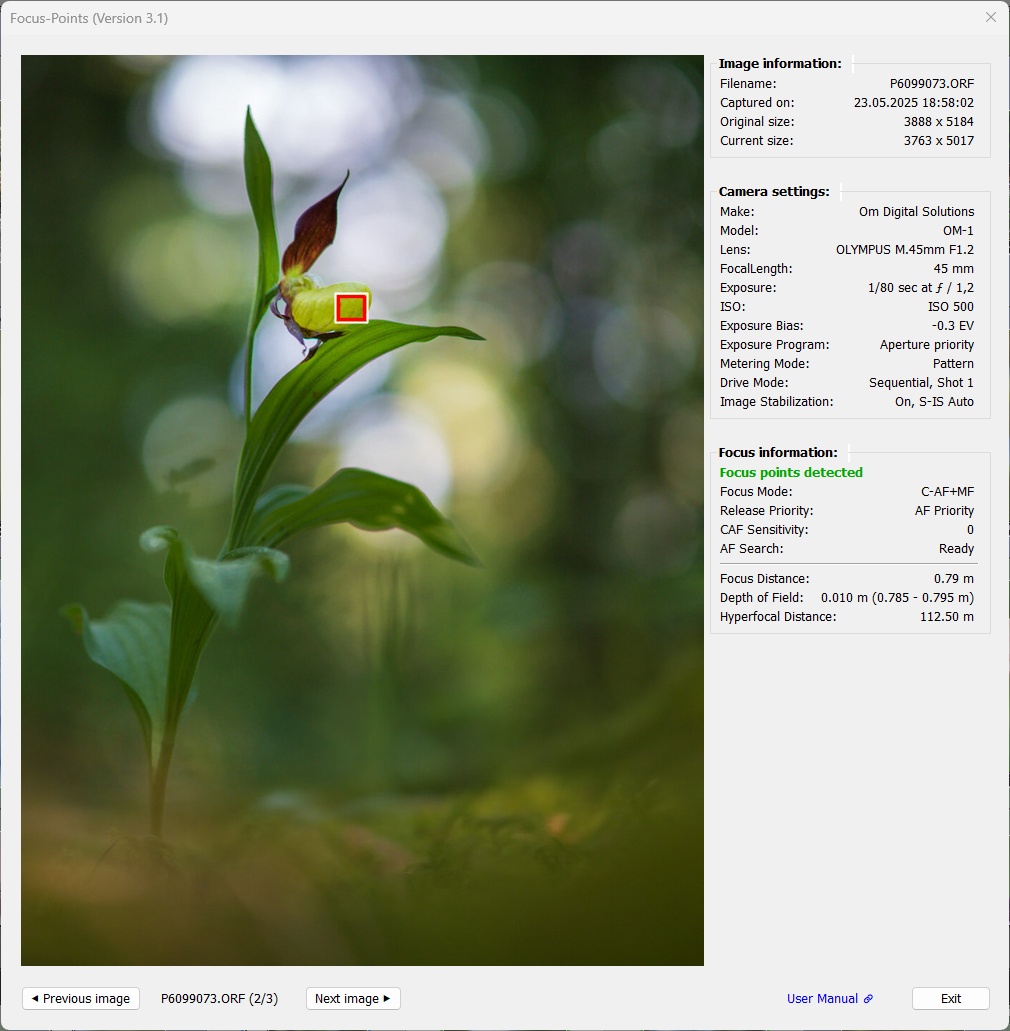 Focus-Points (Version 3.1)
Image information:
Filename: P6099073.ORF
Captured on: 23.05.2025 18:58:02
Original size: 3888 x 5184
Current size: 3763 x 5017
Camera settings:
Make: Om Digital Solutions
Model: OM-1
Lens: OLYMPUS M.45mm F1.2
FocalLength: 45 mm
Exposure: 1/80 sec at ƒ / 1,2
ISO: ISO 500
Exposure Bias: -0.3 EV
Exposure Program: Aperture priority
Metering Mode: Pattern
Drive Mode: Sequential, Shot 1
Image Stabilization: On, S-IS Auto
Focus information:
Focus points detected
Focus Mode: C-AF+MF
Release Priority: AF Priority
CAF Sensitivity: 0
AF Search: Ready
Focus Distance: 0.79 m
Depth of Field: 0.010 m (0.785 - 0.795 m)
Hyperfocal Distance: 112.50 m
Previous image P6099073.ORF (2/3) Next image User Manual Exit